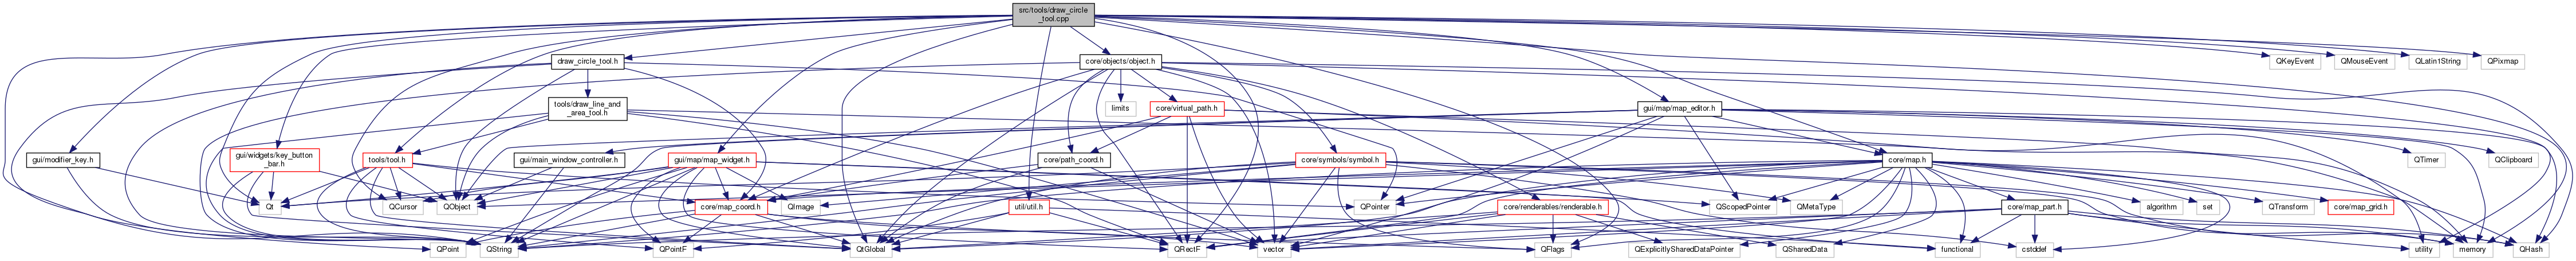 src/tools/draw_circle
_tool.cpp
draw_circle_tool.h
core/objects/object.h
QKeyEvent
QMouseEvent
QLatin1String
QPixmap
tools/draw_line_and
_area_tool.h
limits
core/virtual_path.h
gui/map/map_editor.h
gui/modifier_key.h
gui/widgets/key_button
_bar.h
tools/tool.h
gui/main_window_controller.h
gui/map/map_widget.h
core/path_coord.h
core/symbols/symbol.h
core/map.h
QTimer
QClipboard
Qt
QCursor
QObject
core/map_coord.h
QImage
util/util.h
QPointer
core/renderables/renderable.h
QScopedPointer
QMetaType
core/map_part.h
algorithm
set
QTransform
core/map_grid.h
QPoint
QString
QPointF
QtGlobal
QRectF
vector
QFlags
QExplicitlySharedDataPointer
QSharedData
functional
cstddef
utility
memory
QHash